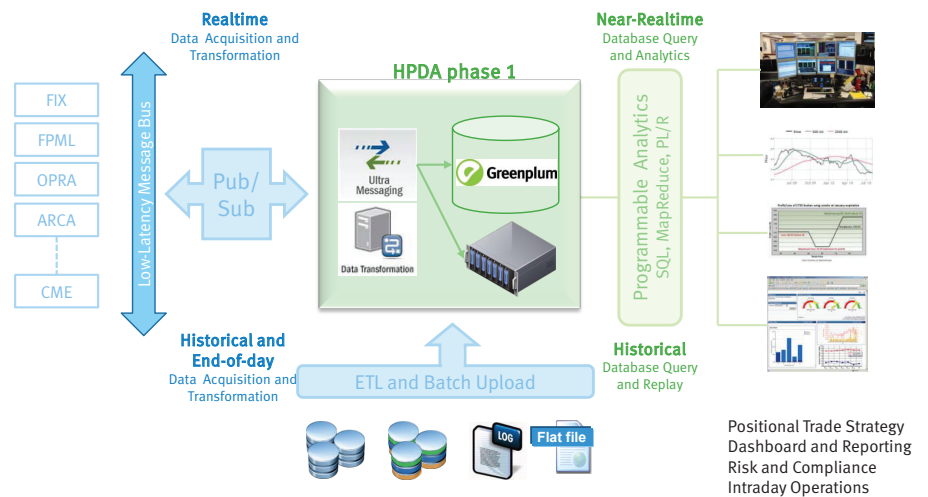 Realtime
Data Acquisition and
Transformation
Near-Realtime
Database Query
and Analytics
HPDA phase 1
FIX
FPML
OPRA
ARCA
CME
Low-Latency Message Bus
Pub/
Sub
Ultra
Messaging
Data Transformation
Greenplum
Programmable Analytics
SQL, MapReduce, PL/R
Historical and
End-of-day
Data Acquisition and
Transformation
ETL and Batch Upload
Historical
Database Query
and Replay
LOG
Flat file
Positional Trade Strategy
Dashboard and Reporting
Risk and Compliance
Intraday Operations